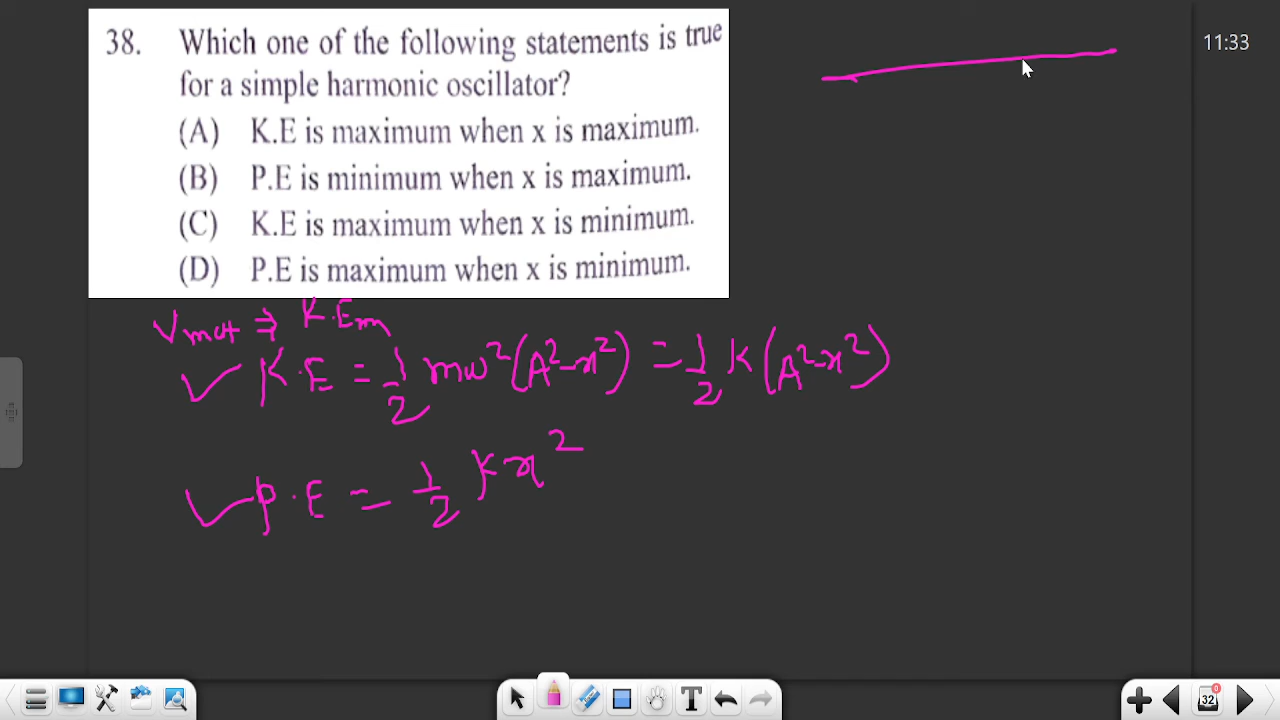 11:33
38. Which one of the following statements is true
for a simple harmonic oscillator?
(A) K.E is maximum when x is maximum.
(B) P.E is minimum when x is maximum.
(C) K.E is maximum when x is minimum.
(D) P.E is maximum when x is minimum.
Vmax ⇒ K.Em
✓ K.E = 1/2 mω²(A²-x²) = 1/2 K(A²-x²)
✓ P.E = 1/2 Kx²
T
32